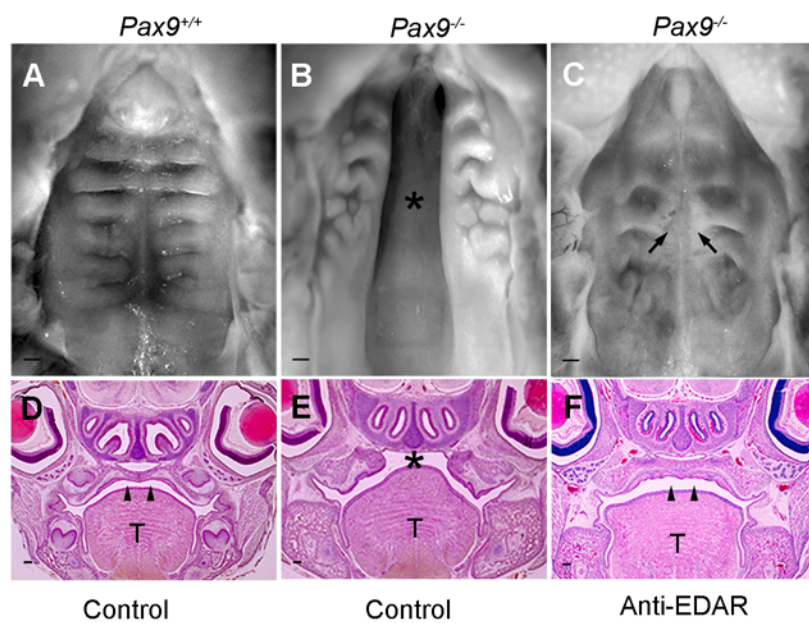 Pax9+/+ Pax9-/- Pax9-/-
A B C
*
D E F
*
T T T
Control Control Anti-EDAR